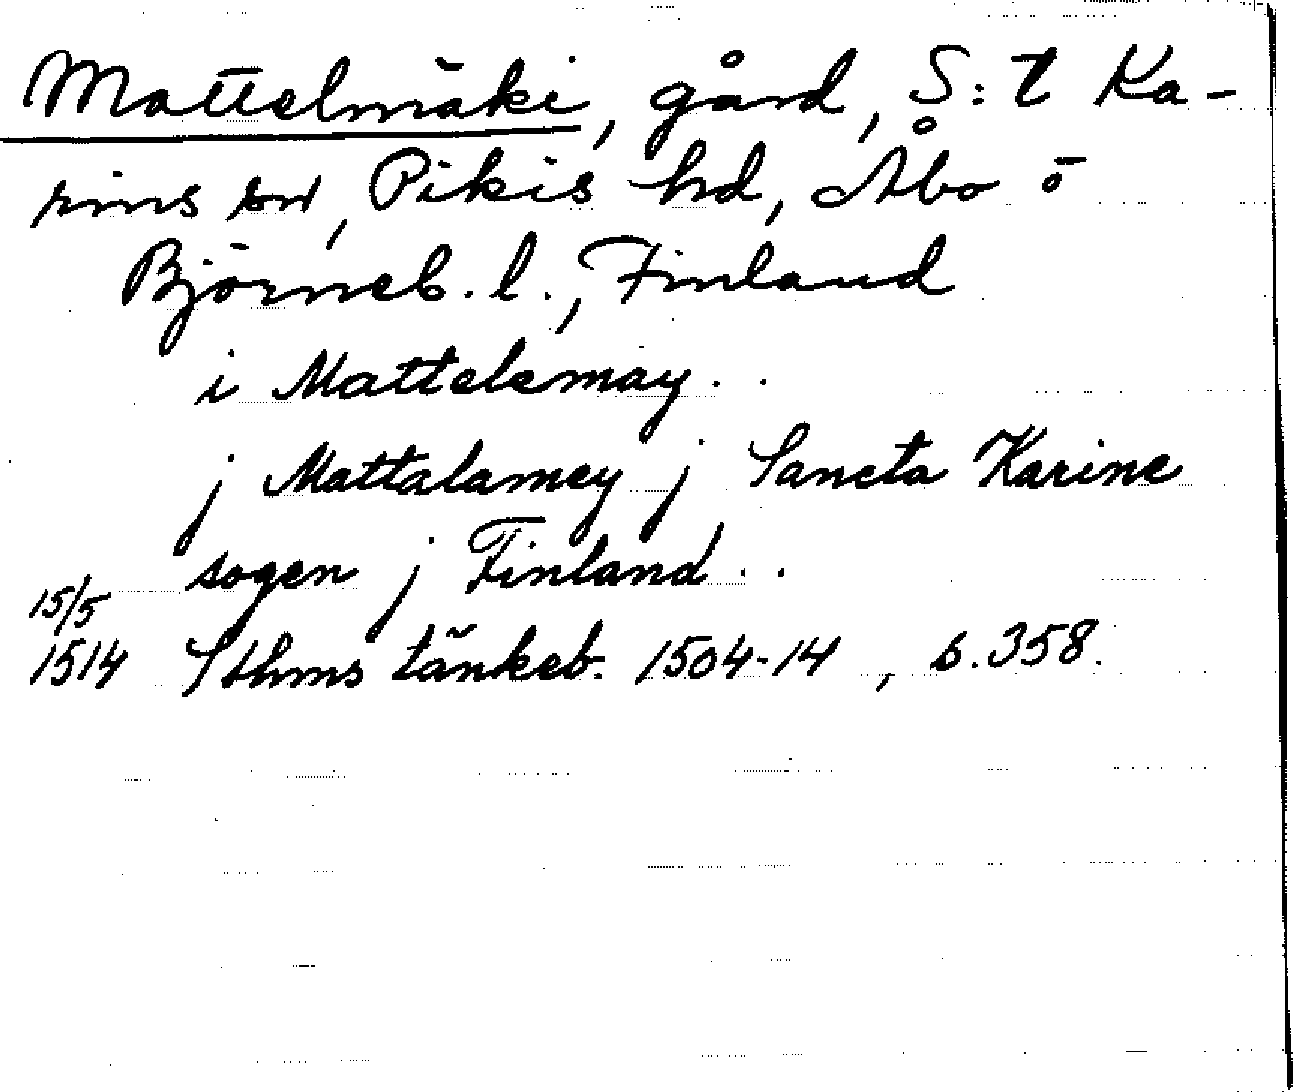 Mattelmäki, gård, S:t Ka-
rins sn, Pikis hd, Åbo o
Björneb. l., Finland
i Mattelemay . .
j Mattalamey j Sancta Karine
sogen j Finland . .
15/5
1514 Sthms tänkeb. 1504-14, s. 358.